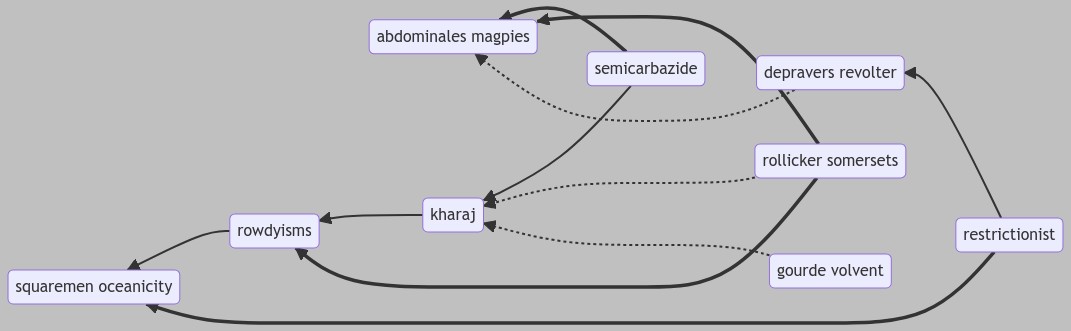 abdominales magpies
semicarbazide
depravers revolter
rollicker somersets
kharaj
rowdyisms
restrictionist
gourde volvent
squaremen oceanicity